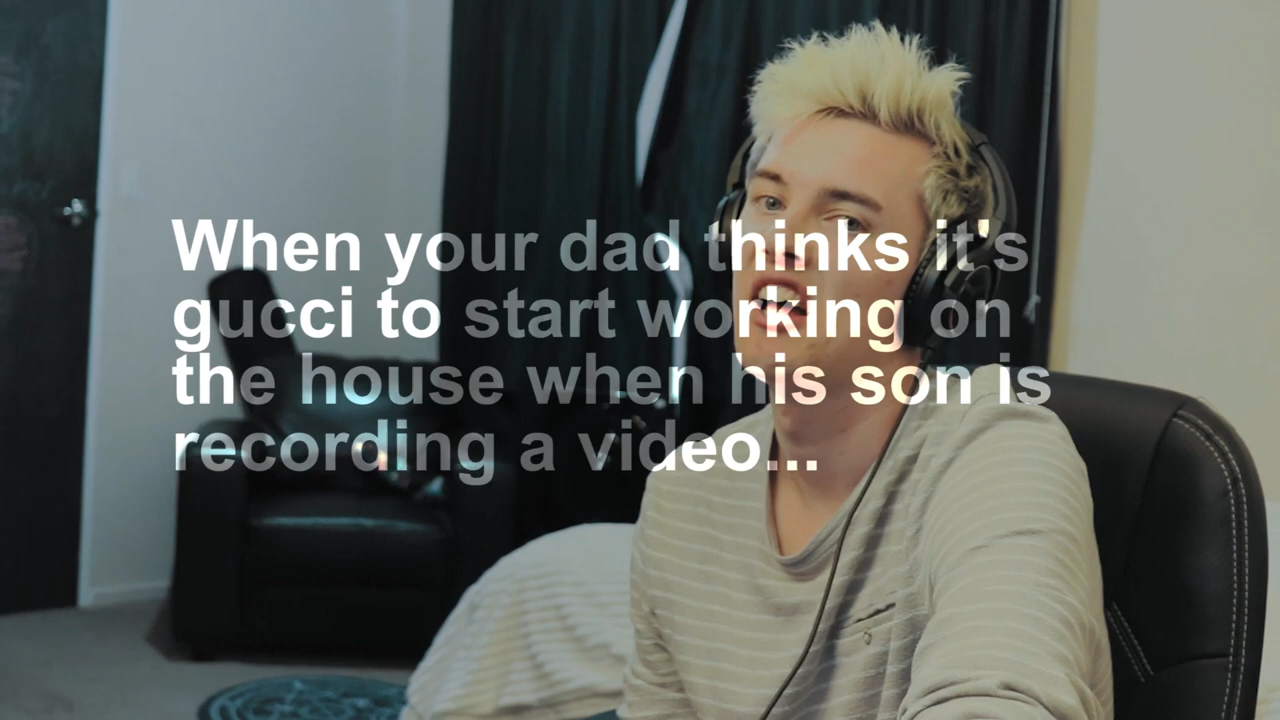 When your dad thinks it's
gucci to start working on
the house when his son is
recording a video...